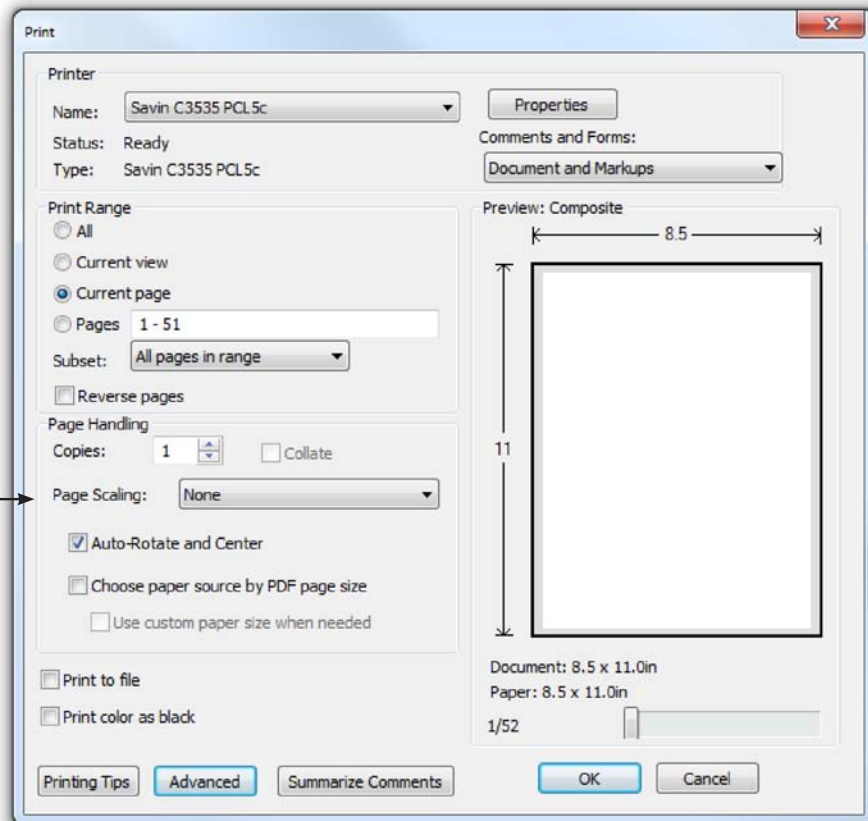 Print
Printer
Name: Savin C3535 PCL5c
Properties
Status: Ready
Comments and Forms:
Type: Savin C3535 PCL5c
Document and Markups
Print Range
All
Current view
Current page
Pages 1 - 51
Subset: All pages in range
Reverse pages
Page Handling
Copies: 1 Collate
Page Scaling: None
Auto-Rotate and Center
Choose paper source by PDF page size
Use custom paper size when needed
Print to file
Print color as black
Preview: Composite
8.5
11
Document: 8.5 x 11.0in
Paper: 8.5 x 11.0in
1/52
Printing Tips Advanced Summarize Comments OK Cancel